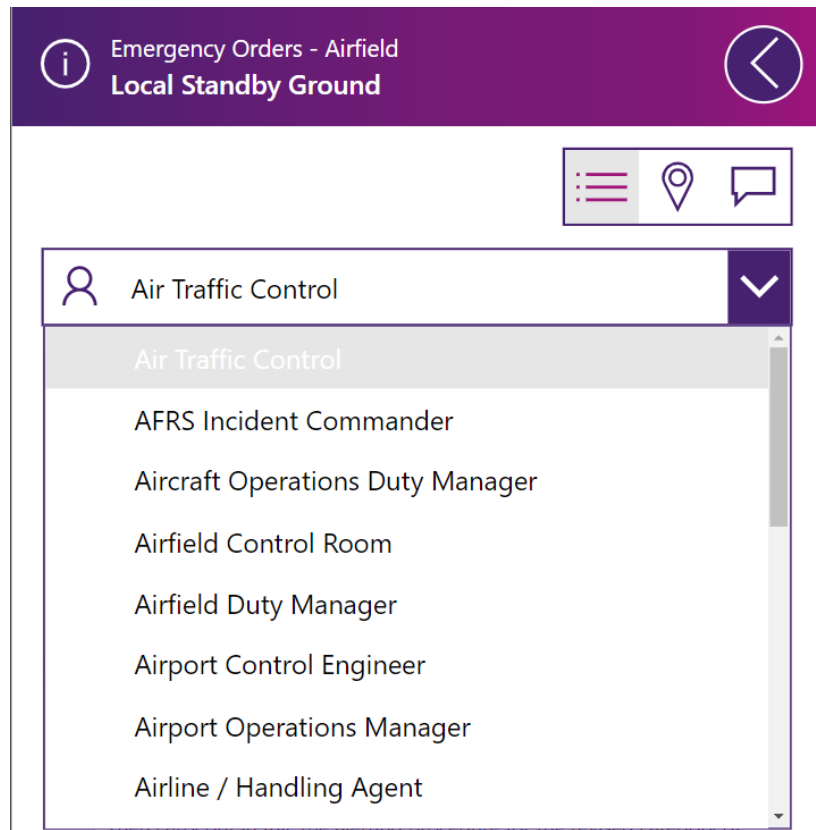 Emergency Orders - Airfield
Local Standby Ground
Air Traffic Control
Air Traffic Control
AFRS Incident Commander
Aircraft Operations Duty Manager
Airfield Control Room
Airfield Duty Manager
Airport Control Engineer
Airport Operations Manager
Airline / Handling Agent